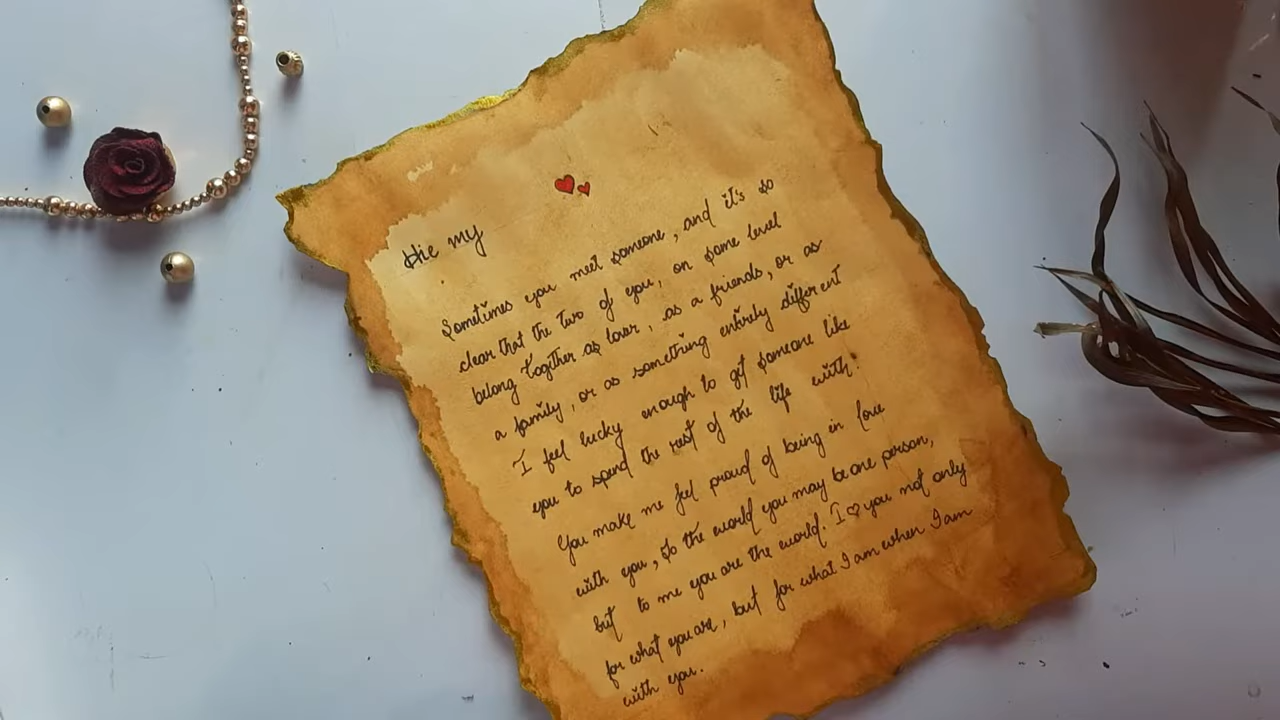 Hie my
Sometimes you meet someone, and it's so
clear that the two of you, on some level
belong together as lover, as a friends, or as
a family, or as something entirely different
I feel lucky enough to get someone like
you to spend the rest of the life with.
You make me feel proud of being in love
with you, So the world you may be one person,
but to me you are the world. I ♡ you not only
for what you are, but for what I am when I am
with you.